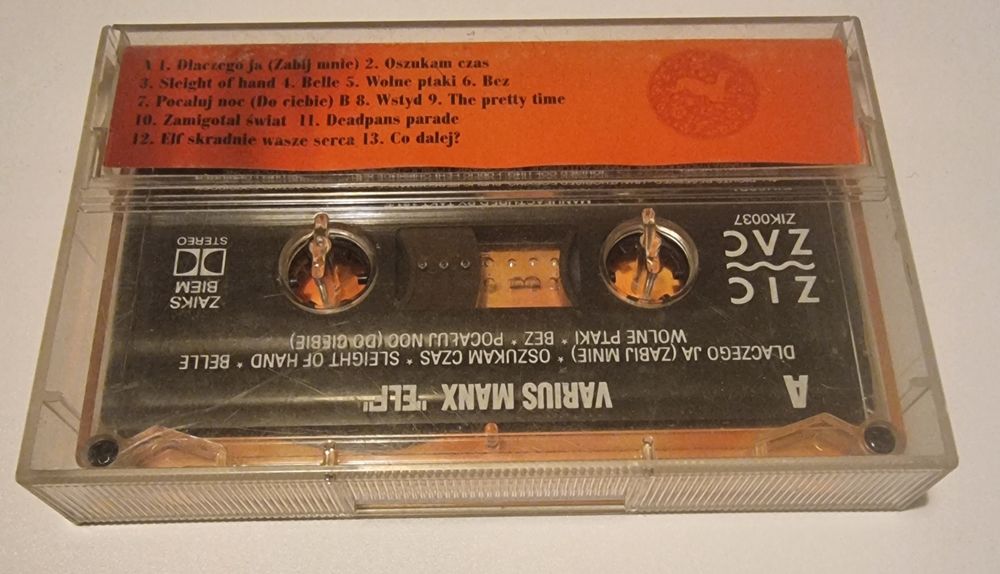 A 1. Dlaczego ja (Zabij mnie) 2. Oszukam czas
3. Sleight of hand 4. Belle 5. Wolne ptaki 6. Bez
7. Pocałuj noc (Do ciebie) B 8. Wstyd 9. The pretty time
10. Zamigotał świat 11. Deadpans parade
12. Elf skradnie wasze serca 13. Co dalej?
A
VARIUS MANX "ELF"
DLACZEGO JA (ZABIJ MNIE) * OSZUKAM CZAS * SLEIGHT OF HAND * BELLE
WOLNE PTAKI * BEZ * POCAŁUJ NOC (DO CIEBIE)
ZIC
ZAC
ZIK0037
ZAIKS
BIEM
STEREO